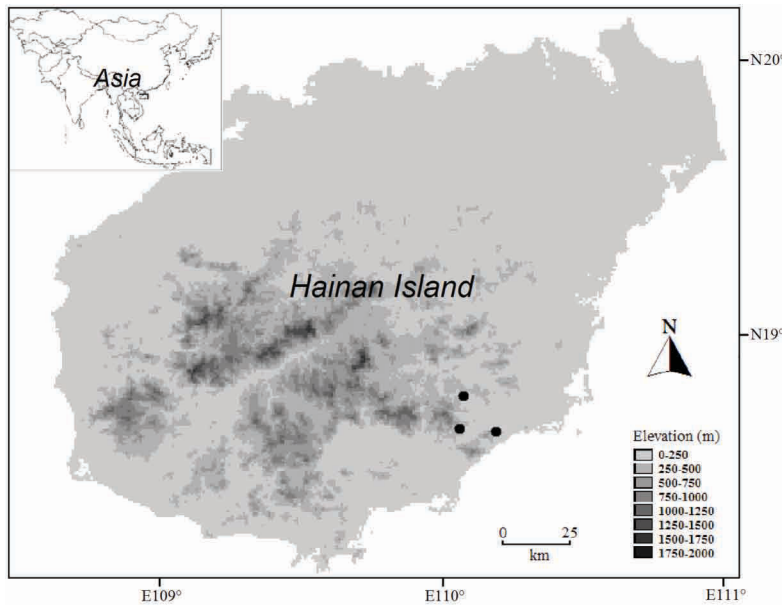 Asia
N20°
Hainan Island
N19°
N
Elevation (m)
0-250
250-500
500-750
750-1000
1000-1250
1250-1500
1500-1750
1750-2000
0 25
km
E109° E110° E111°